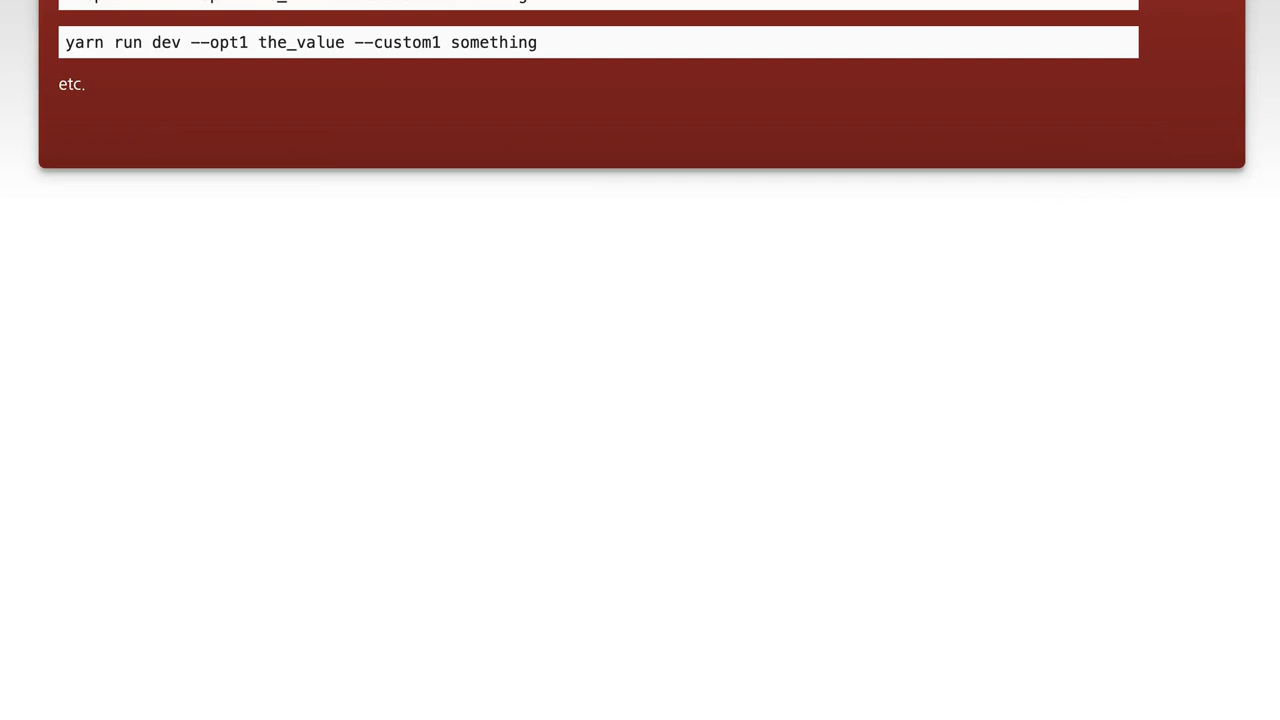 yarn run dev --opt1 the_value --custom1 something
etc.